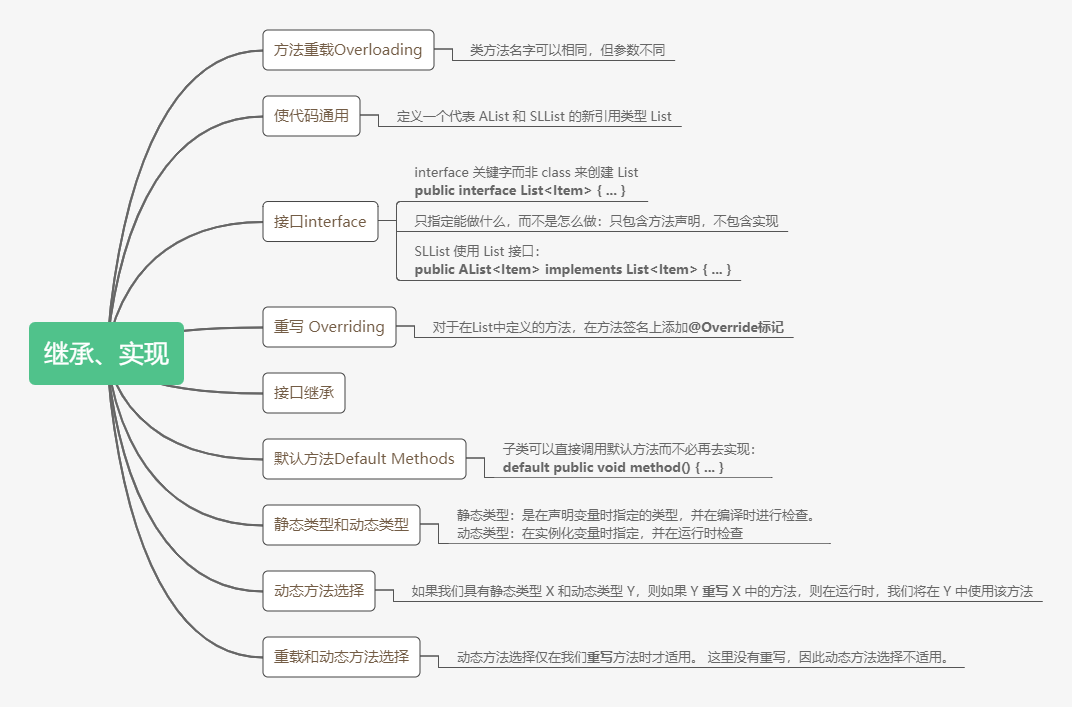 继承、实现
方法重载Overloading
类方法名字可以相同，但参数不同
使代码通用
定义一个代表 AList 和 SLList 的新引用类型 List
接口interface
interface 关键字而非 class 来创建 List
public interface List<Item> { ... }
只指定能做什么，而不是怎么做：只包含方法声明，不包含实现
SLList 使用 List 接口：
public AList<Item> implements List<Item> { ... }
重写 Overriding
对于在List中定义的方法，在方法签名上添加@Override标记
接口继承
默认方法Default Methods
子类可以直接调用默认方法而不必再去实现：
default public void method() { ... }
静态类型和动态类型
静态类型：是在声明变量时指定的类型，并在编译时进行检查。
动态类型：在实例化变量时指定，并在运行时检查
动态方法选择
如果我们具有静态类型 X 和动态类型 Y，则如果 Y 重写 X 中的方法，则在运行时，我们将在 Y 中使用该方法
重载和动态方法选择
动态方法选择仅在我们重写方法时才适用。 这里没有重写，因此动态方法选择不适用。